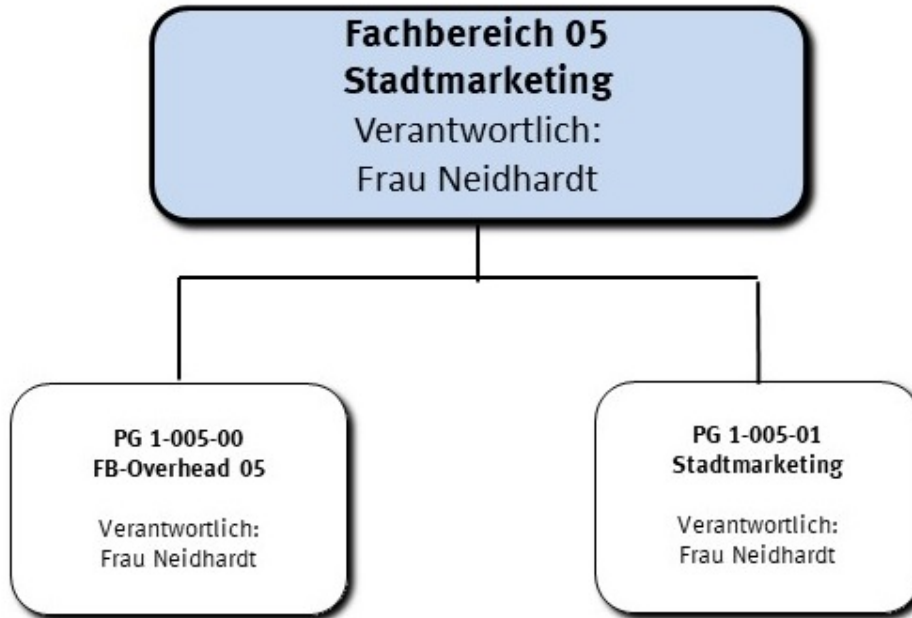 Fachbereich 05
Stadtmarketing
Verantwortlich:
Frau Neidhardt
PG 1-005-00
FB-Overhead 05
Verantwortlich:
Frau Neidhardt
PG 1-005-01
Stadtmarketing
Verantwortlich:
Frau Neidhardt